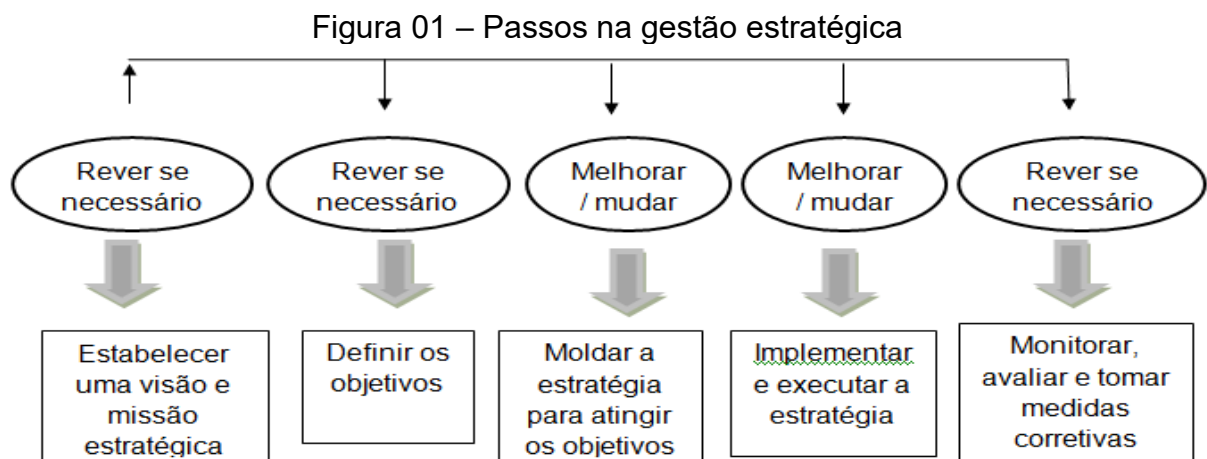 Figura 01 – Passos na gestão estratégica
Rever se
necessário
Rever se
necessário
Melhorar
/ mudar
Melhorar
/ mudar
Rever se
necessário
Estabelecer
uma visão e
missão
estratégica
Definir os
objetivos
Moldar a
estratégia
para atingir
os objetivos
Implementar
e executar a
estratégia
Monitorar,
avaliar e tomar
medidas
corretivas